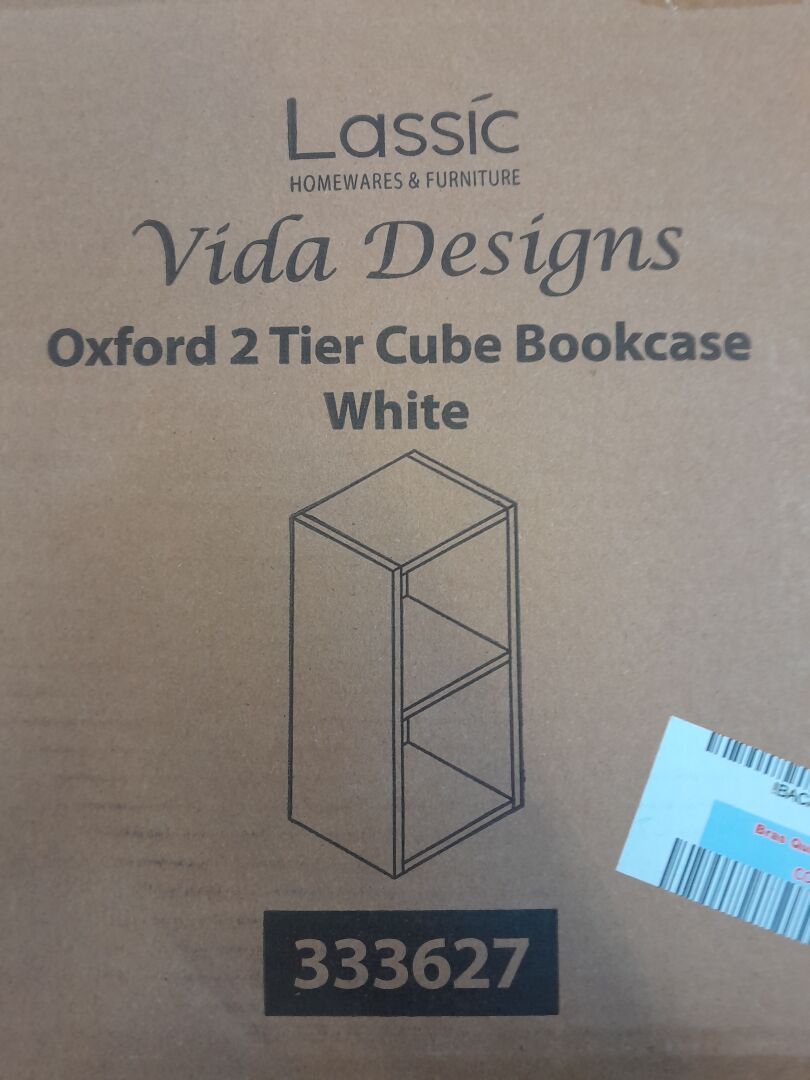 Lassic
HOMEWARES & FURNITURE
Vida Designs
Oxford 2 Tier Cube Bookcase
White
333627